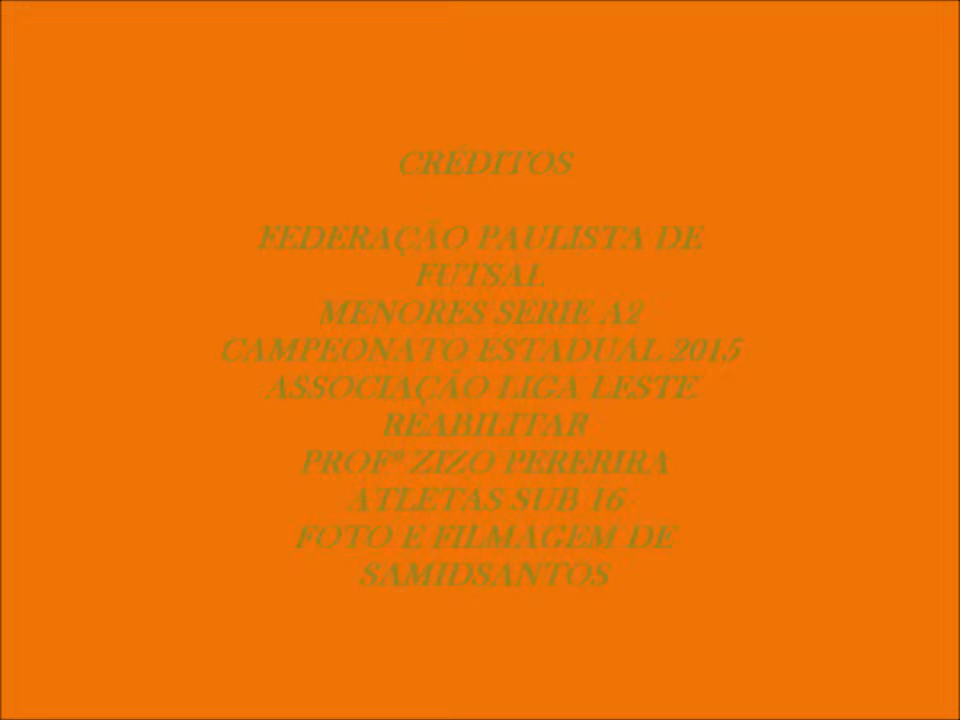 CRÉDITOS
FEDERAÇÃO PAULISTA DE
FUTSAL
MENORES SERIE A2
CAMPEONATO ESTADUAL 2015
ASSOCIAÇÃO LIGA LESTE
REABILITAR
PROFª ZIZO PERERIRA
ATLETAS SUB 16
FOTO E FILMAGEM DE
SAMIDSANTOS